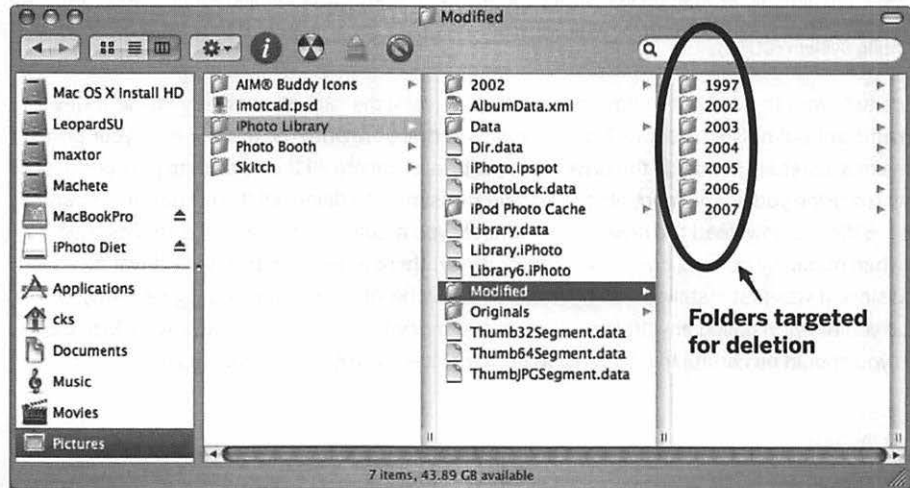 Modified
Mac OS X Install HD
LeopardSU
maxtor
Machete
MacBookPro
iPhoto Diet
Applications
cks
Documents
Music
Movies
Pictures
AIM® Buddy Icons
imotcad.psd
iPhoto Library
Photo Booth
Skitch
2002
AlbumData.xml
Data
Dir.data
iPhoto.ipspot
iPhotoLock.data
iPod Photo Cache
Library.data
Library.iPhoto
Library6.iPhoto
Modified
Originals
Thumb32Segment.data
Thumb64Segment.data
ThumbJPGSegment.data
1997
2002
2003
2004
2005
2006
2007
Folders targeted
for deletion
7 items, 43.89 GB available